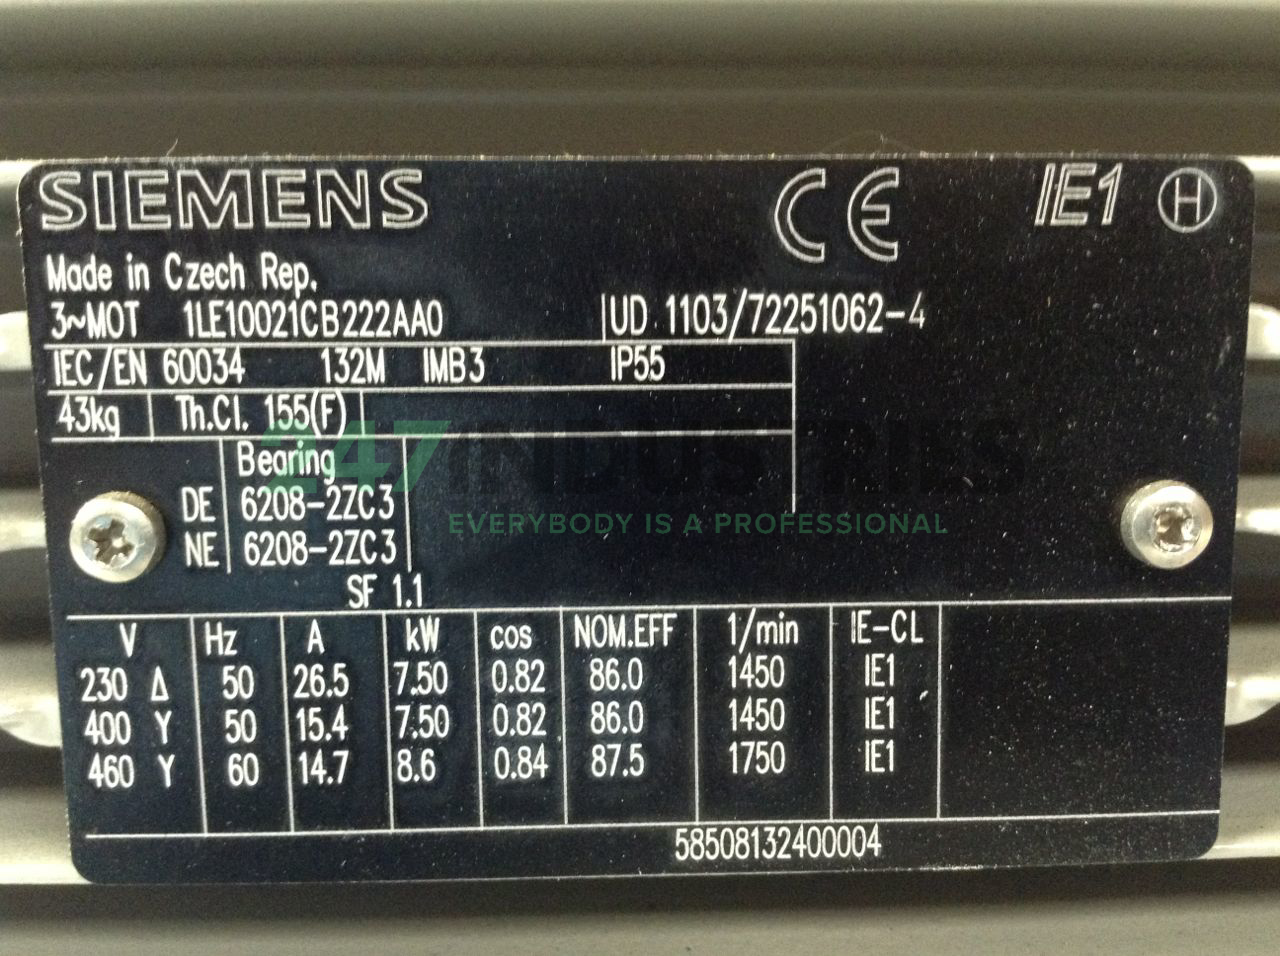 SIEMENS CE IE1 H
Made in Czech Rep.
3~MOT 1LE10021CB222AA0 UD 1103/72251062-4
IEC/EN 60034 132M IMB3 IP55
43kg Th.Cl. 155(F)
247 INDUSTRIES
EVERYBODY IS A PROFESSIONAL
Bearing
DE 6208-2ZC3
NE 6208-2ZC3
SF 1.1
V Hz A kW cos NOM.EFF 1/min IE-CL
230 Δ 50 26.5 7.50 0.82 86.0 1450 IE1
400 Y 50 15.4 7.50 0.82 86.0 1450 IE1
460 Y 60 14.7 8.6 0.84 87.5 1750 IE1
58508132400004